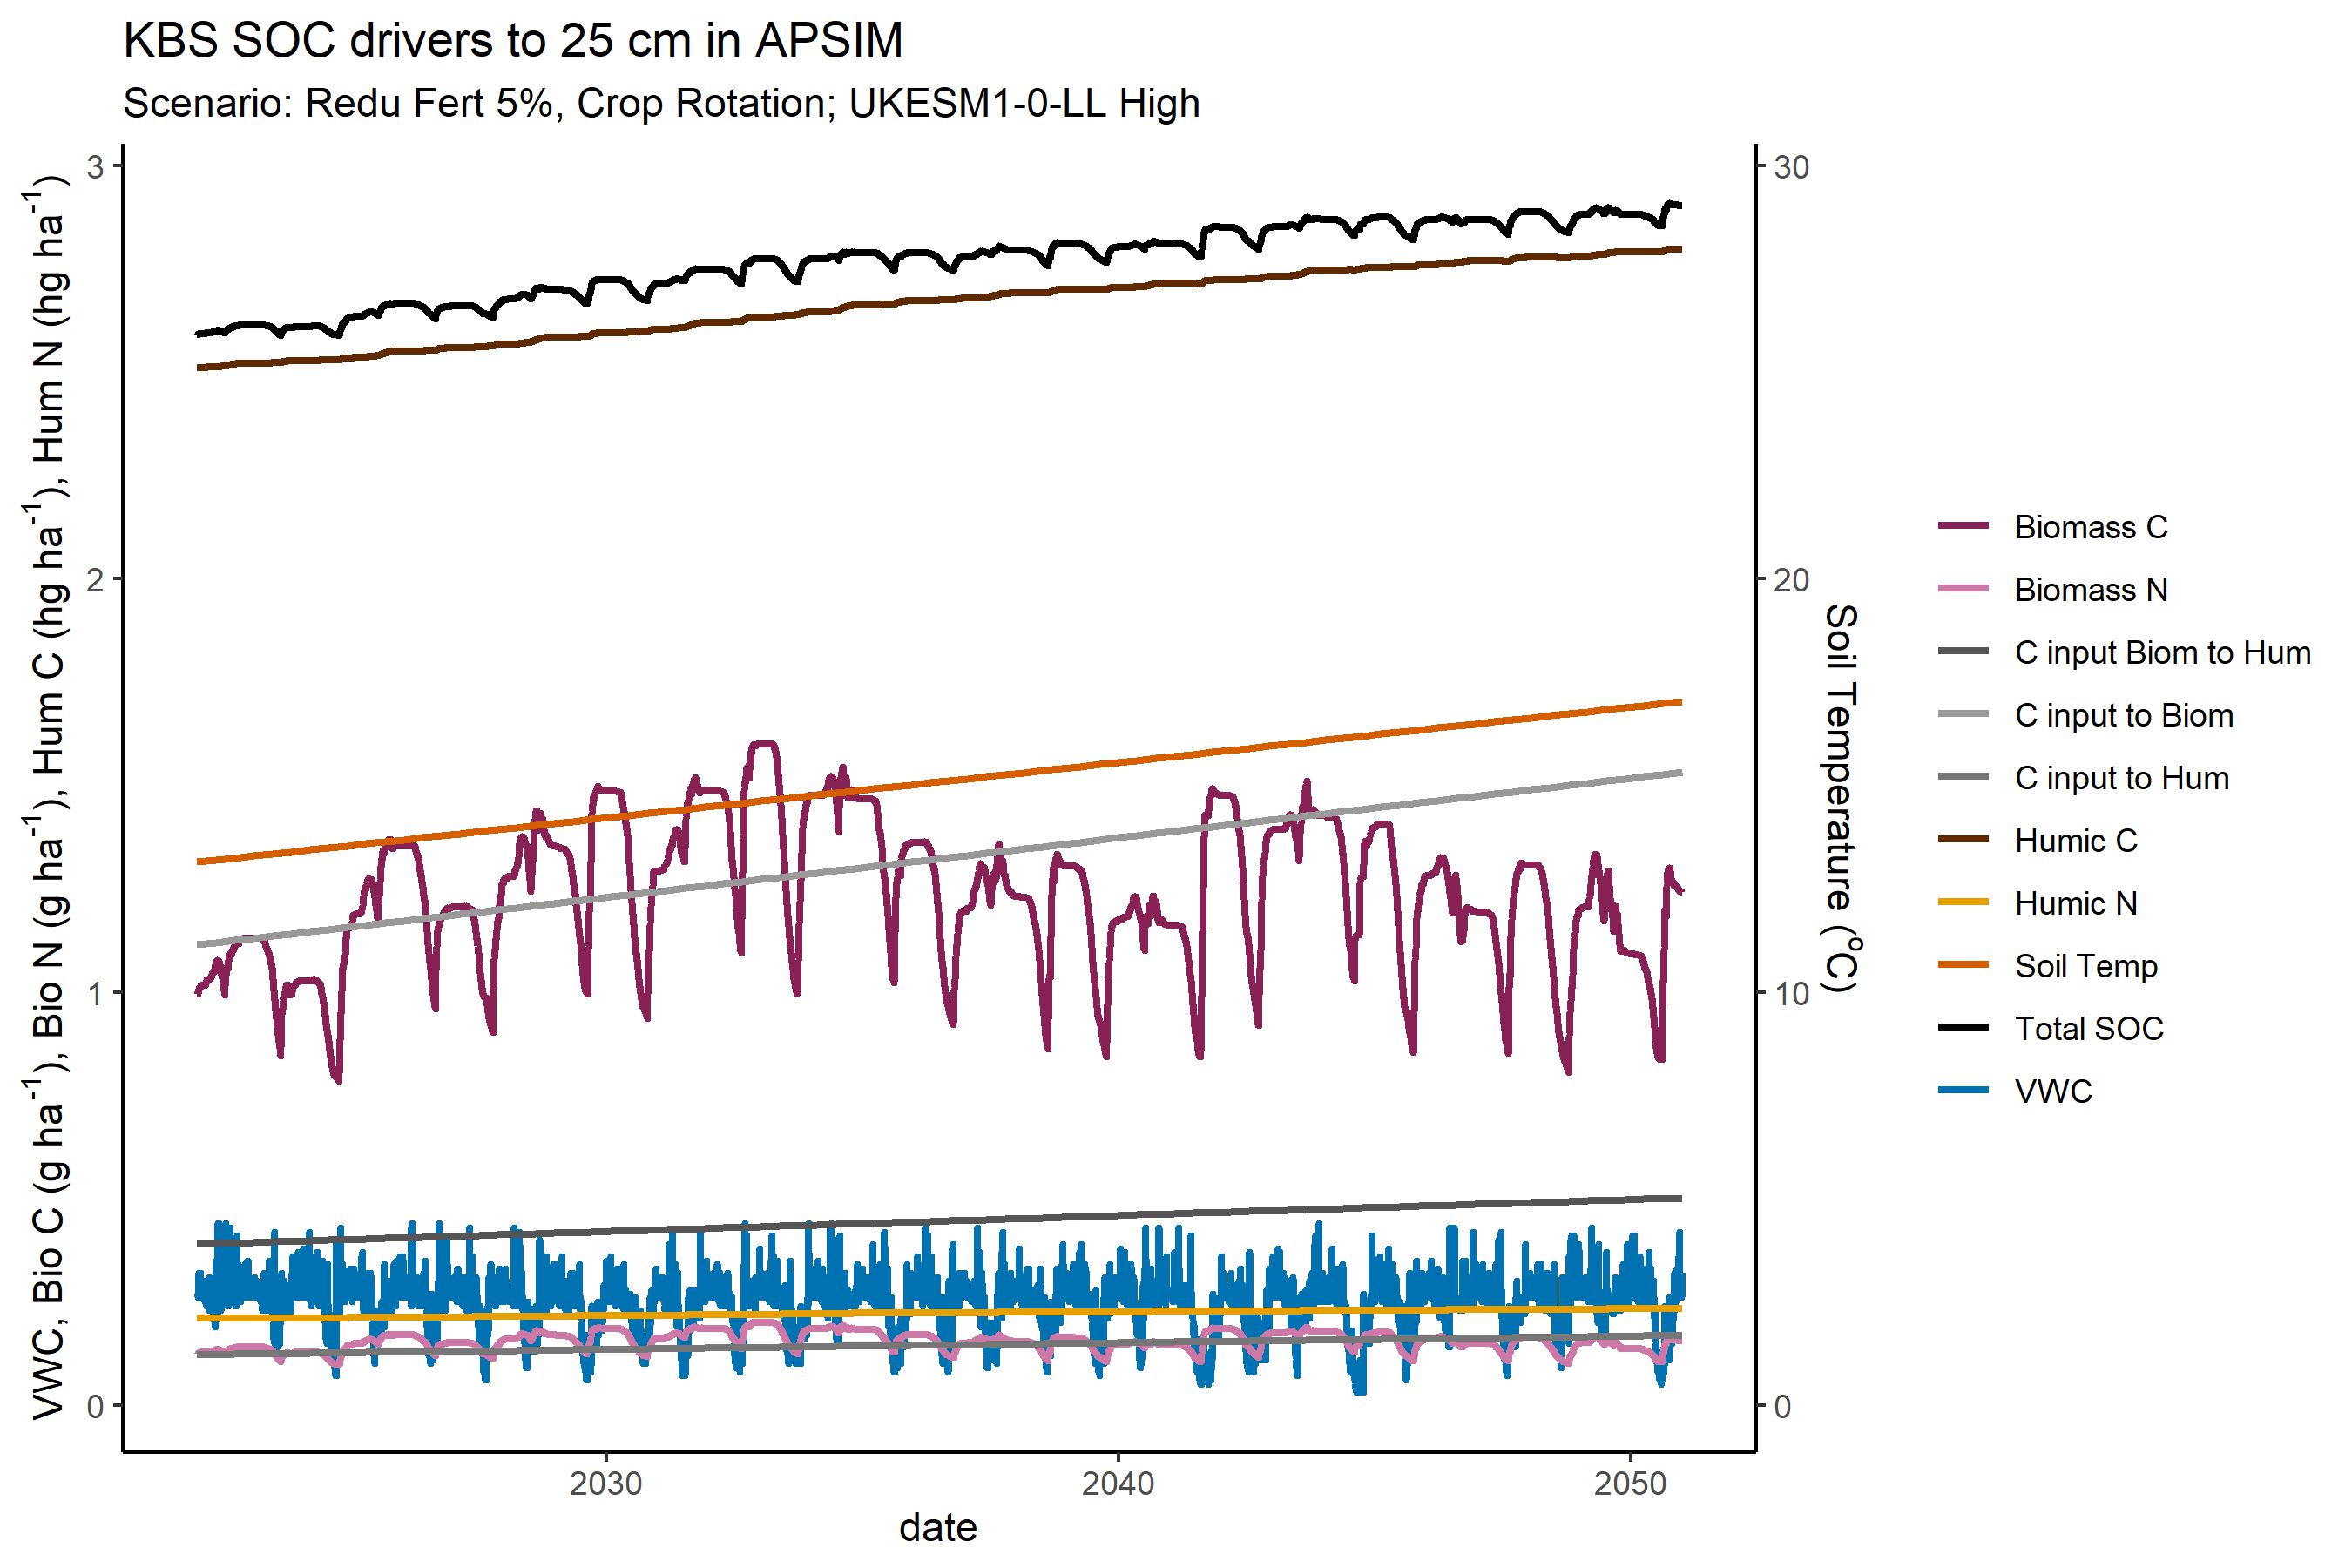 KBS SOC drivers to 25 cm in APSIM
Scenario: Redu Fert 5%, Crop Rotation; UKESM1-0-LL High
VWC, Bio C (g ha⁻¹), Bio N (g ha⁻¹), Hum C (hg ha⁻¹), Hum N (hg ha⁻¹)
3
2
1
0
30
20
10
0
Soil Temperature (°C)
2030 2040 2050
date
Biomass C
Biomass N
C input Biom to Hum
C input to Biom
C input to Hum
Humic C
Humic N
Soil Temp
Total SOC
VWC